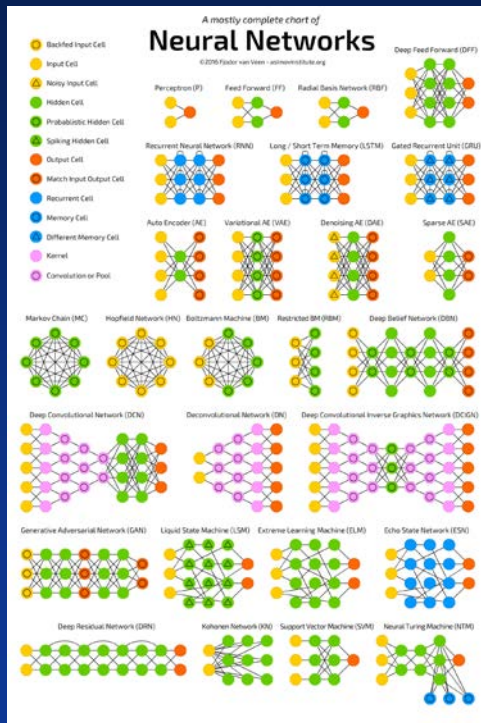 A mostly complete chart of
Neural Networks
©2016 Fjodor van Veen - asimovinstitute.org
Backfed Input Cell
Input Cell
Noisy Input Cell
Hidden Cell
Probablistic Hidden Cell
Spiking Hidden Cell
Output Cell
Match Input Output Cell
Recurrent Cell
Memory Cell
Different Memory Cell
Kernel
Convolution or Pool
Deep Feed Forward (DFF)
Perceptron (P)
Feed Forward (FF)
Radial Basis Network (RBF)
Recurrent Neural Network (RNN)
Long / Short Term Memory (LSTM)
Gated Recurrent Unit (GRU)
Auto Encoder (AE)
Variational AE (VAE)
Denoising AE (DAE)
Sparse AE (SAE)
Markov Chain (MC)
Hopfield Network (HN)
Boltzmann Machine (BM)
Restricted BM (RBM)
Deep Belief Network (DBN)
Deep Convolutional Network (DCN)
Deconvolutional Network (DN)
Deep Convolutional Inverse Graphics Network (DCIGN)
Generative Adversarial Network (GAN)
Liquid State Machine (LSM)
Extreme Learning Machine (ELM)
Echo State Network (ESN)
Deep Residual Network (DRN)
Kohonen Network (KN)
Support Vector Machine (SVM)
Neural Turing Machine (NTM)